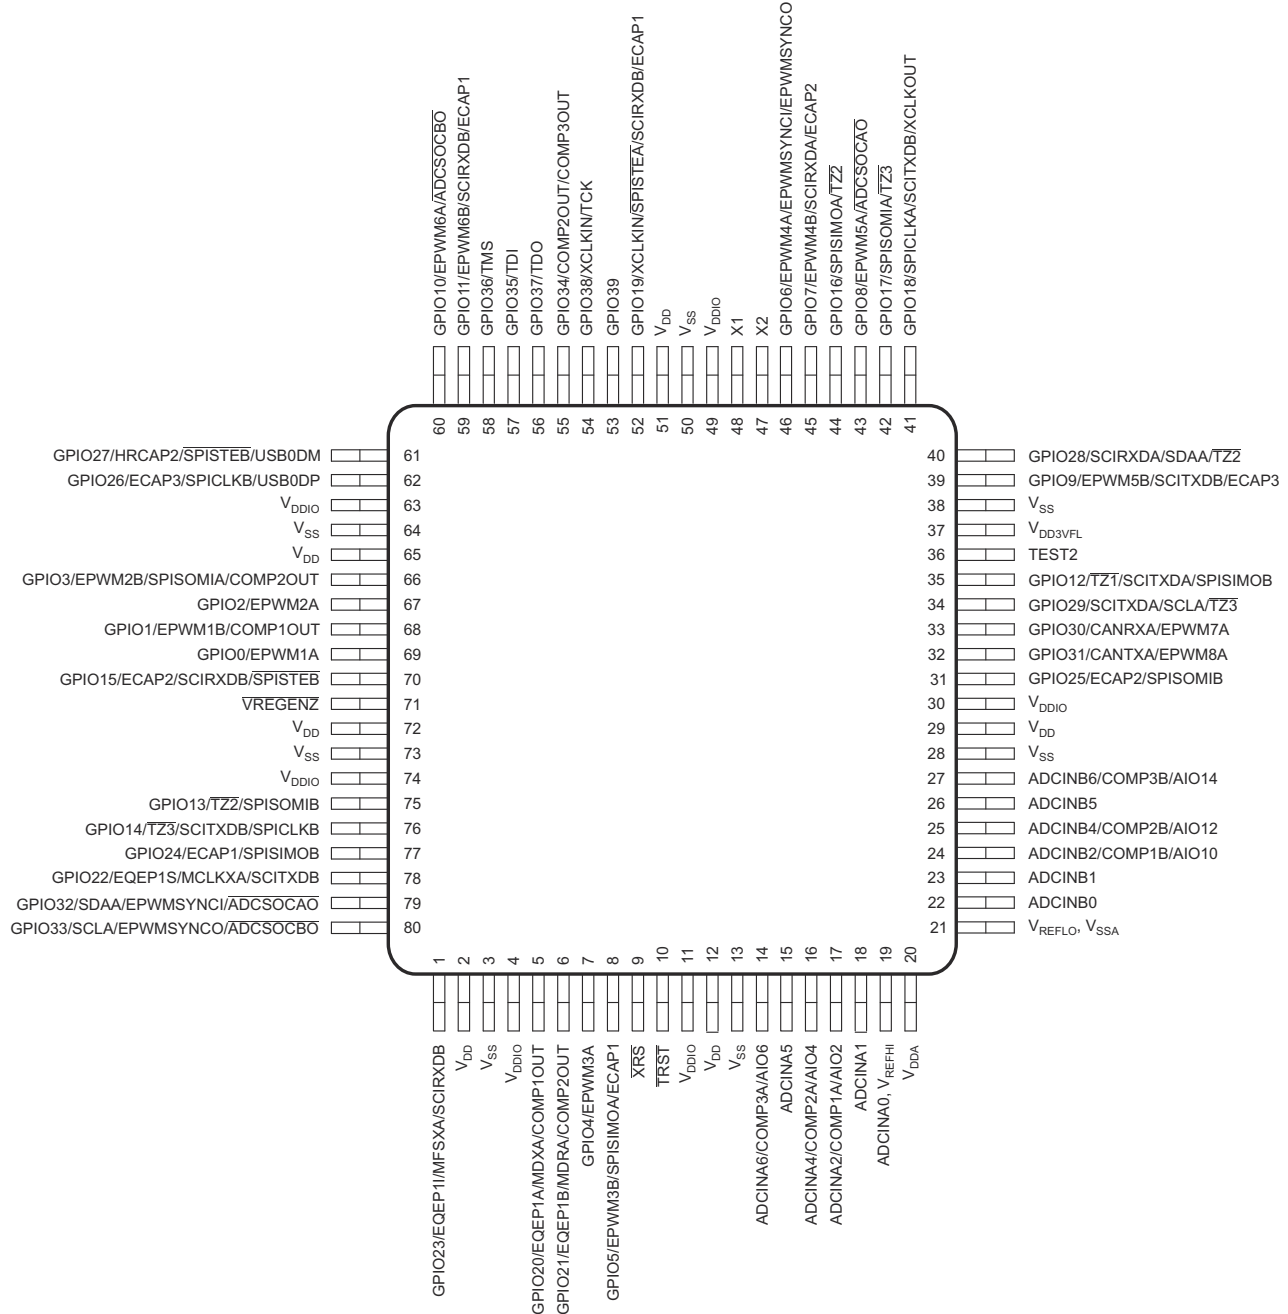 GPIO10/EPWM6A/ADCSOCBO
GPIO11/EPWM6B/SCIRXDB/ECAP1
GPIO36/TMS
GPIO35/TDI
GPIO37/TDO
GPIO34/COMP2OUT/COMP3OUT
GPIO38/XCLKIN/TCK
GPIO39
GPIO19/XCLKIN/SPISTEA/SCIRXDB/ECAP1
VDD
VSS
VDDIO
X1
X2
GPIO6/EPWM4A/EPWMSYNCI/EPWMSYNCO
GPIO7/EPWM4B/SCIRXDA/ECAP2
GPIO16/SPISIMOA/TZ2
GPIO8/EPWM5A/ADCSOCAO
GPIO17/SPISOMIA/TZ3
GPIO18/SPICLKA/SCITXDB/XCLKOUT
60 59 58 57 56 55 54 53 52 51 50 49 48 47 46 45 44 43 42 41
GPIO27/HRCAP2/SPISTEB/USB0DM 61
GPIO26/ECAP3/SPICLKB/USB0DP 62
VDDIO 63
VSS 64
VDD 65
GPIO3/EPWM2B/SPISOMIA/COMP2OUT 66
GPIO2/EPWM2A 67
GPIO1/EPWM1B/COMP1OUT 68
GPIO0/EPWM1A 69
GPIO15/ECAP2/SCIRXDB/SPISTEB 70
VREGENZ 71
VDD 72
VSS 73
VDDIO 74
GPIO13/TZ2/SPISOMIB 75
GPIO14/TZ3/SCITXDB/SPICLKB 76
GPIO24/ECAP1/SPISIMOB 77
GPIO22/EQEP1S/MCLKXA/SCITXDB 78
GPIO32/SDAA/EPWMSYNCI/ADCSOCAO 79
GPIO33/SCLA/EPWMSYNCO/ADCSOCBO 80
40 GPIO28/SCIRXDA/SDAA/TZ2
39 GPIO9/EPWM5B/SCITXDB/ECAP3
38 VSS
37 VDD3VFL
36 TEST2
35 GPIO12/TZ1/SCITXDA/SPISIMOB
34 GPIO29/SCITXDA/SCLA/TZ3
33 GPIO30/CANRXA/EPWM7A
32 GPIO31/CANTXA/EPWM8A
31 GPIO25/ECAP2/SPISOMIB
30 VDDIO
29 VDD
28 VSS
27 ADCINB6/COMP3B/AIO14
26 ADCINB5
25 ADCINB4/COMP2B/AIO12
24 ADCINB2/COMP1B/AIO10
23 ADCINB1
22 ADCINB0
21 VREFLO, VSSA
1 2 3 4 5 6 7 8 9 10 11 12 13 14 15 16 17 18 19 20
GPIO23/EQEP1I/MFSXA/SCIRXDB
VDD
VSS
VDDIO
GPIO20/EQEP1A/MDXA/COMP1OUT
GPIO21/EQEP1B/MDRA/COMP2OUT
GPIO4/EPWM3A
GPIO5/EPWM3B/SPISIMOA/ECAP1
XRS
TRST
VDDIO
VDD
VSS
ADCINA6/COMP3A/AIO6
ADCINA5
ADCINA4/COMP2A/AIO4
ADCINA2/COMP1A/AIO2
ADCINA1
ADCINA0, VREFHI
VDDA